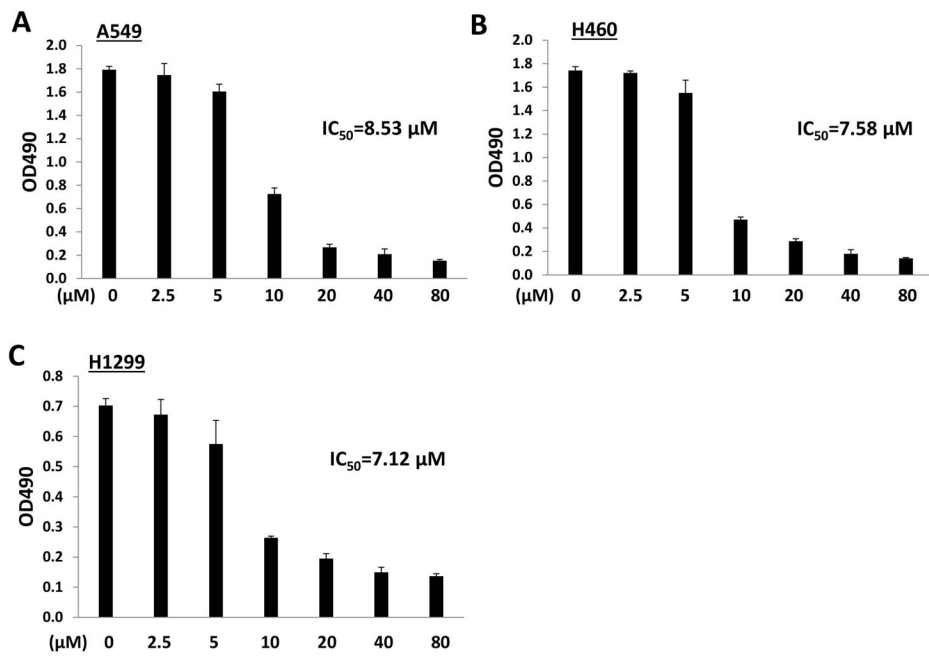 A
A549
2.0
1.8
1.6
1.4
1.2
1.0
0.8
0.6
0.4
0.2
0.0
OD490
IC50=8.53 µM
(µM) 0 2.5 5 10 20 40 80
B
H460
2.0
1.8
1.6
1.4
1.2
1.0
0.8
0.6
0.4
0.2
0.0
OD490
IC50=7.58 µM
(µM) 0 2.5 5 10 20 40 80
C
H1299
0.8
0.7
0.6
0.5
0.4
0.3
0.2
0.1
0.0
OD490
IC50=7.12 µM
(µM) 0 2.5 5 10 20 40 80